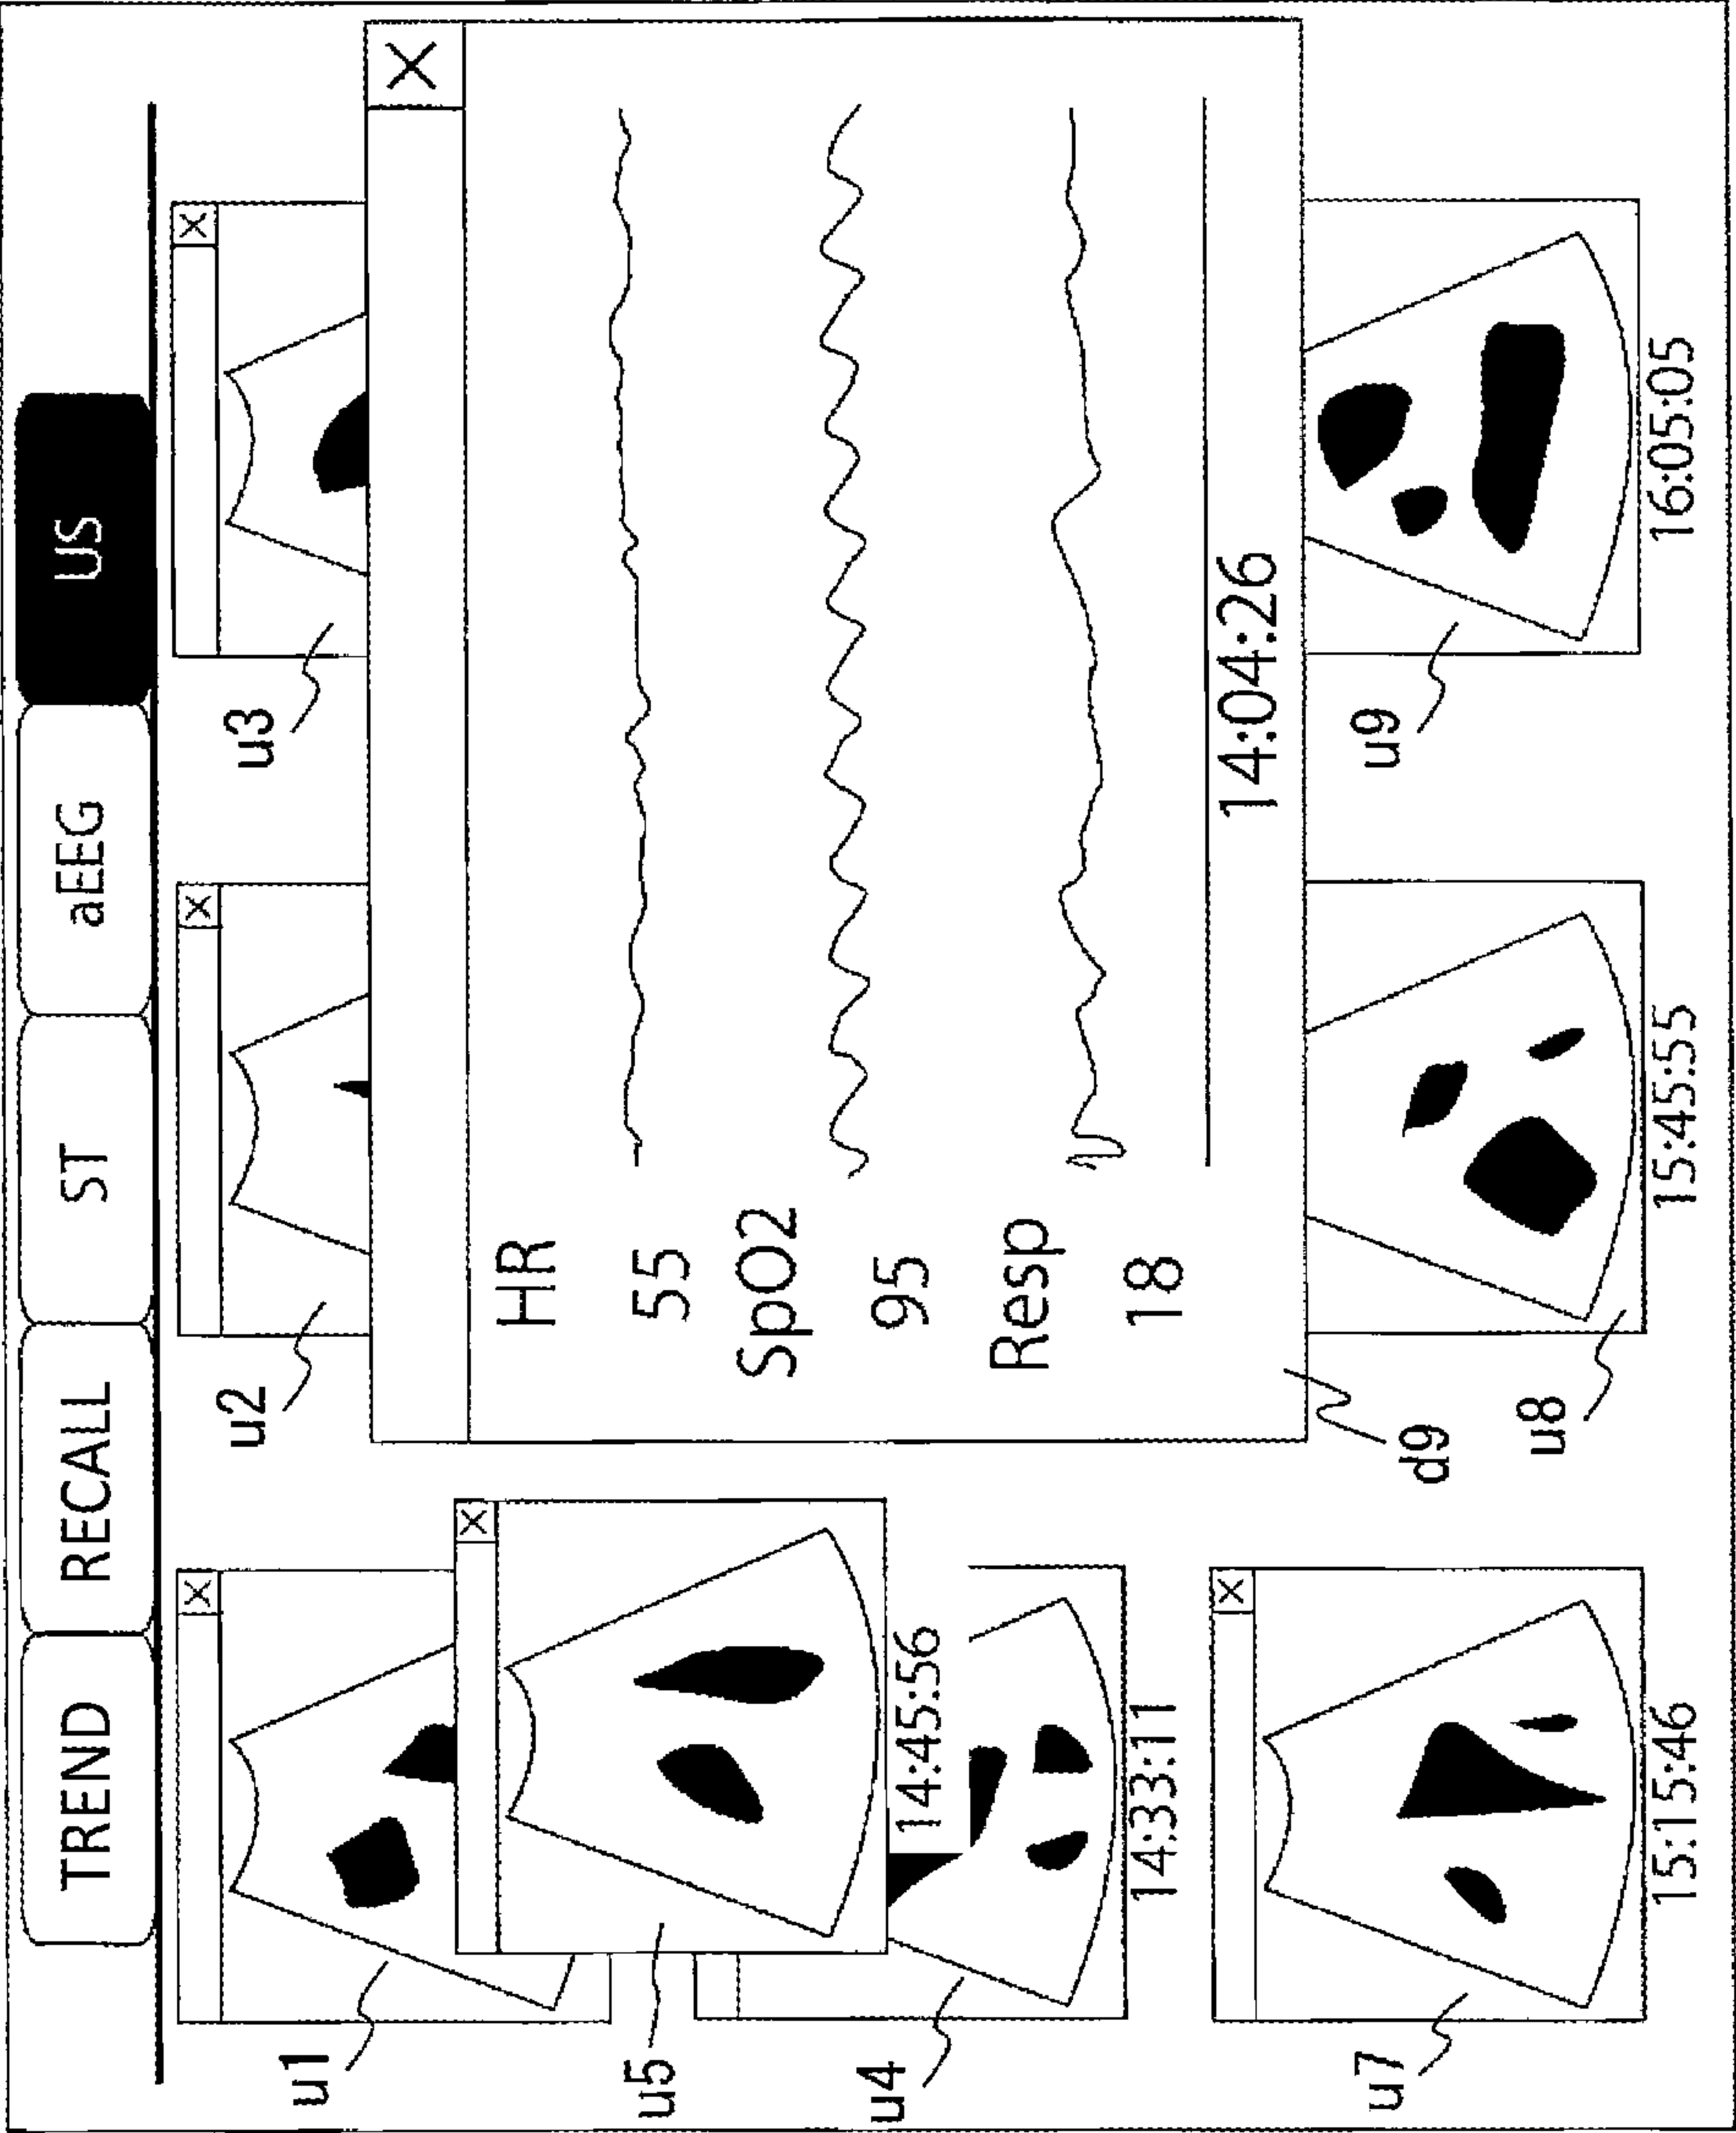 TREND RECALL ST aEEG US
u1
u2
u3
HR
55
SpO2
95
Resp
18
14:04:26
u5
14:45:56
u4
14:33:11
d9
u7
15:15:46
u8
15:45:55
u9
16:05:05